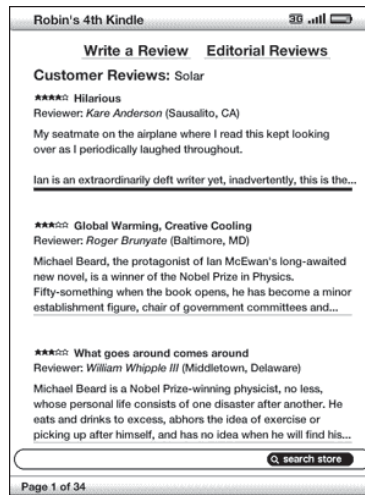 Robin's 4th Kindle 3G
Write a Review Editorial Reviews
Customer Reviews: Solar
Hilarious
Reviewer: Kare Anderson (Sausalito, CA)
My seatmate on the airplane where I read this kept looking
over as I periodically laughed throughout.
Ian is an extraordinarily deft writer yet, inadvertently, this is the...
Global Warming, Creative Cooling
Reviewer: Roger Brunyate (Baltimore, MD)
Michael Beard, the protagonist of Ian McEwan's long-awaited
new novel, is a winner of the Nobel Prize in Physics.
Fifty-something when the book opens, he has become a minor
establishment figure, chair of government committees and...
What goes around comes around
Reviewer: William Whipple III (Middletown, Delaware)
Michael Beard is a Nobel Prize-winning physicist, no less,
whose personal life consists of one disaster after another. He
eats and drinks to excess, abhors the idea of exercise or
picking up after himself, and has no idea when he will find his...
search store
Page 1 of 34